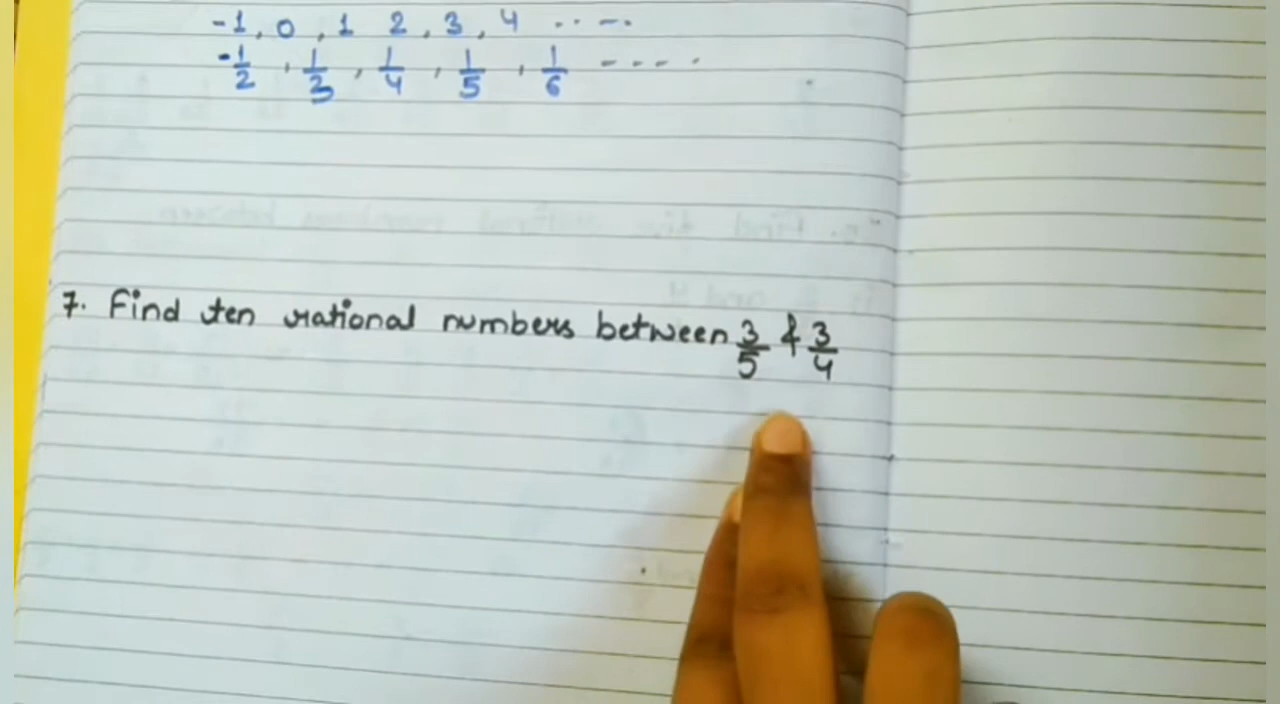 -1, 0, 1 2, 3, 4 ....
-1/2, 1/3, 1/4, 1/5, 1/6 -----
7. Find ten rational numbers between 3/5 & 3/4